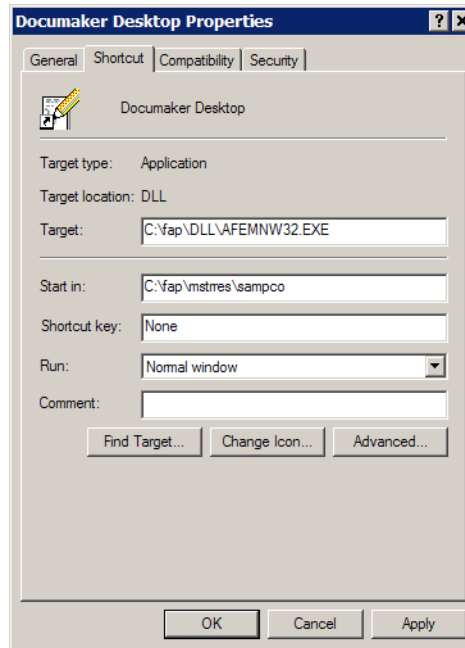 Documaker Desktop Properties ? X
General Shortcut Compatibility Security
Documaker Desktop
Target type: Application
Target location: DLL
Target: C:\fap\DLL\AFEMNW32.EXE
Start in: C:\fap\mstrres\sampco
Shortcut key: None
Run: Normal window
Comment:
Find Target... Change Icon... Advanced...
OK Cancel Apply